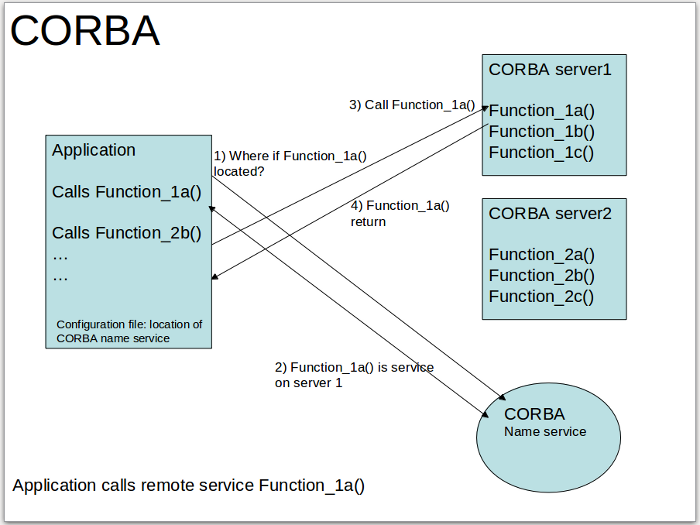 CORBA
CORBA server1
Function_1a()
Function_1b()
Function_1c()
3) Call Function_1a()
Application
Calls Function_1a()
Calls Function_2b()
...
...
Configuration file: location of
CORBA name service
1) Where if Function_1a()
located?
4) Function_1a()
return
CORBA server2
Function_2a()
Function_2b()
Function_2c()
2) Function_1a() is service
on server 1
CORBA
Name service
Application calls remote service Function_1a()